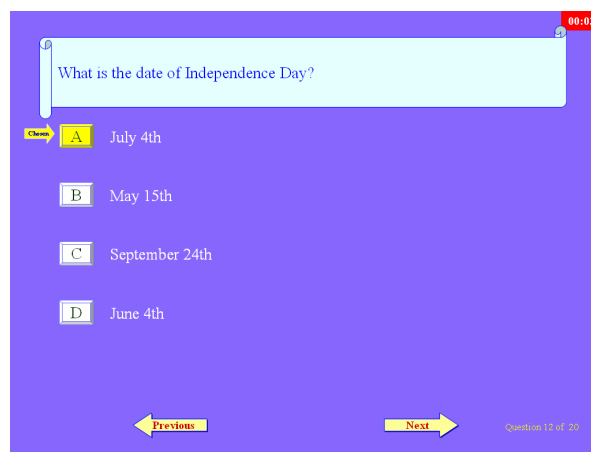 What is the date of Independence Day?
Chosen
A July 4th
B May 15th
C September 24th
D June 4th
Previous
Next
Question 12 of 20